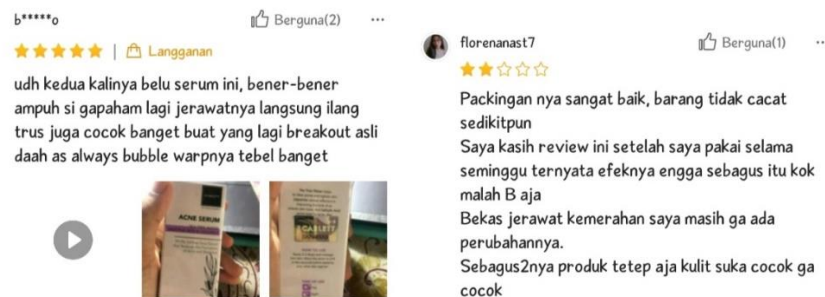 b*****o
Berguna(2)
Langganan
udh kedua kalinya belu serum ini, bener-bener
ampuh si gapaham lagi jerawatnya langsung ilang
trus juga cocok banget buat yang lagi breakout asli
daah as always bubble warpnya tebel banget
ACNE SERUM
SCARLETT
florenanast7
Berguna(1)
Packingan nya sangat baik, barang tidak cacat
sedikitpun
Saya kasih review ini setelah saya pakai selama
seminggu ternyata efeknya engga sebagus itu kok
malah B aja
Bekas jerawat kemerahan saya masih ga ada
perubahannya.
Sebagus2nya produk tetep aja kulit suka cocok ga
cocok